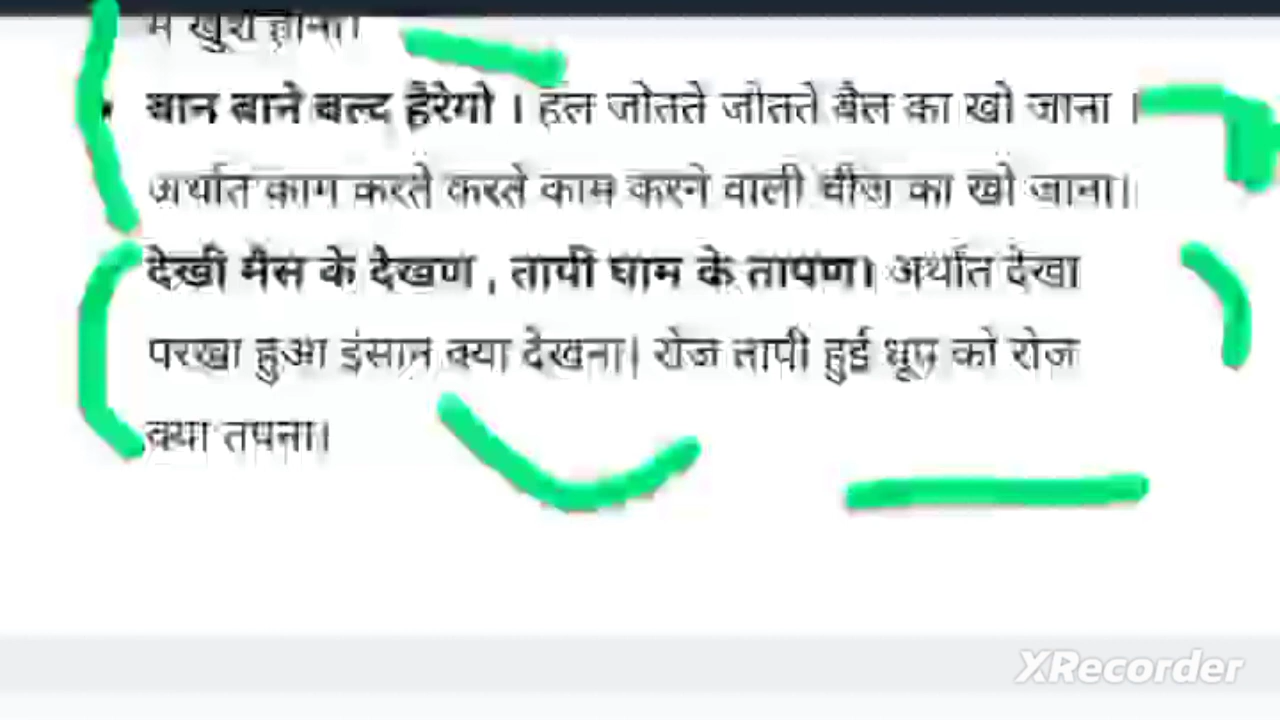 में खुश होना।
बान बाने बल्द हैरेगो । हल जोतते जोतते बैल का खो जाना ।
अर्थात काम करते करते काम करने वाली चीज का खो जाना।
देखी मैस के देखण , तापी घाम के तापण। अर्थात देखा
परखा हुआ इंसान क्या देखना। रोज तापी हुई धूप को रोज
क्या तपना।
XRecorder